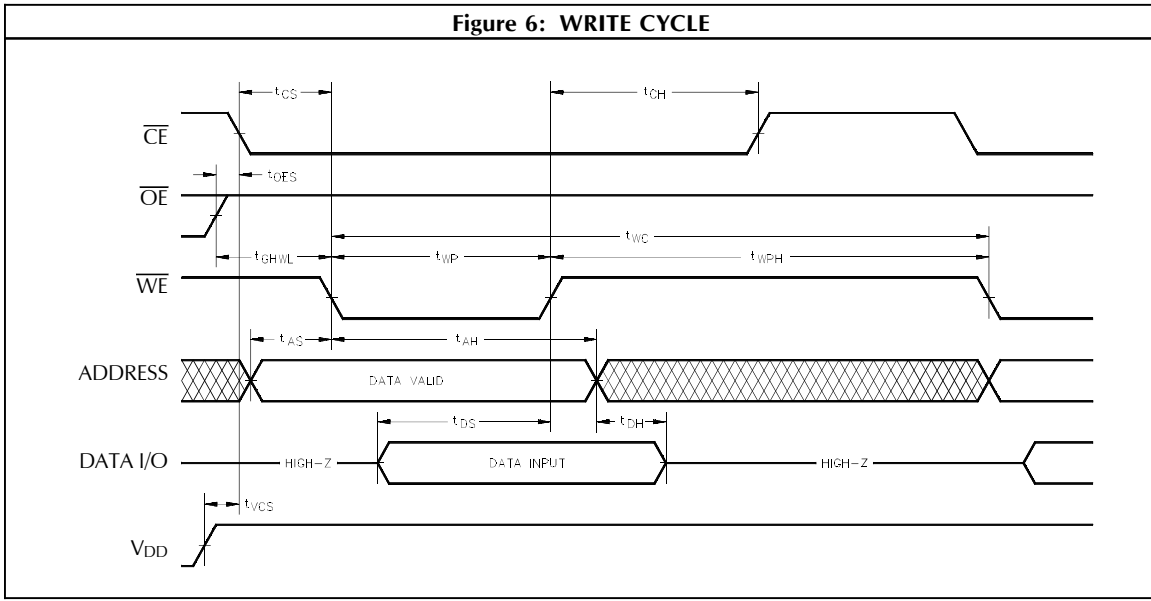 Figure 6: WRITE CYCLE
tCS
tCH
CE
tOES
OE
tWC
tGHWL
tWP
tWPH
WE
tAS
tAH
ADDRESS
DATA VALID
tDS
tDH
DATA I/O
HIGH-Z
DATA INPUT
HIGH-Z
tVCS
VDD